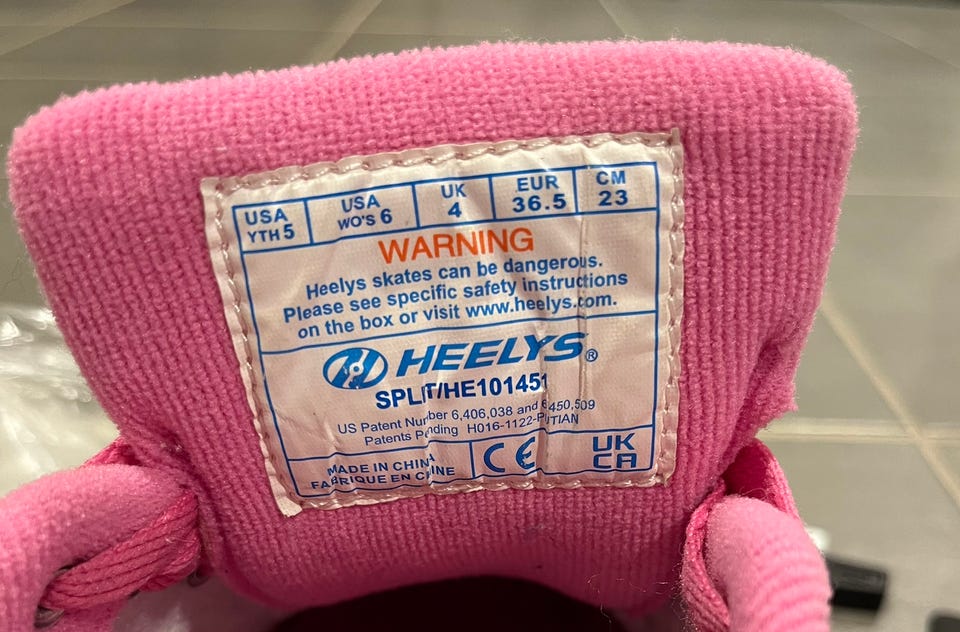 USA YTH 5 USA WO'S 6 UK 4 EUR 36.5 CM 23
WARNING
Heelys skates can be dangerous.
Please see specific safety instructions
on the box or visit www.heelys.com.
HEELYS®
SPLIT/HE101451
US Patent Number 6,406,038 and 6,450,509
Patents Pending H016-1122-PUTIAN
MADE IN CHINA
FABRIQUE EN CHINE
CE
UK
CA